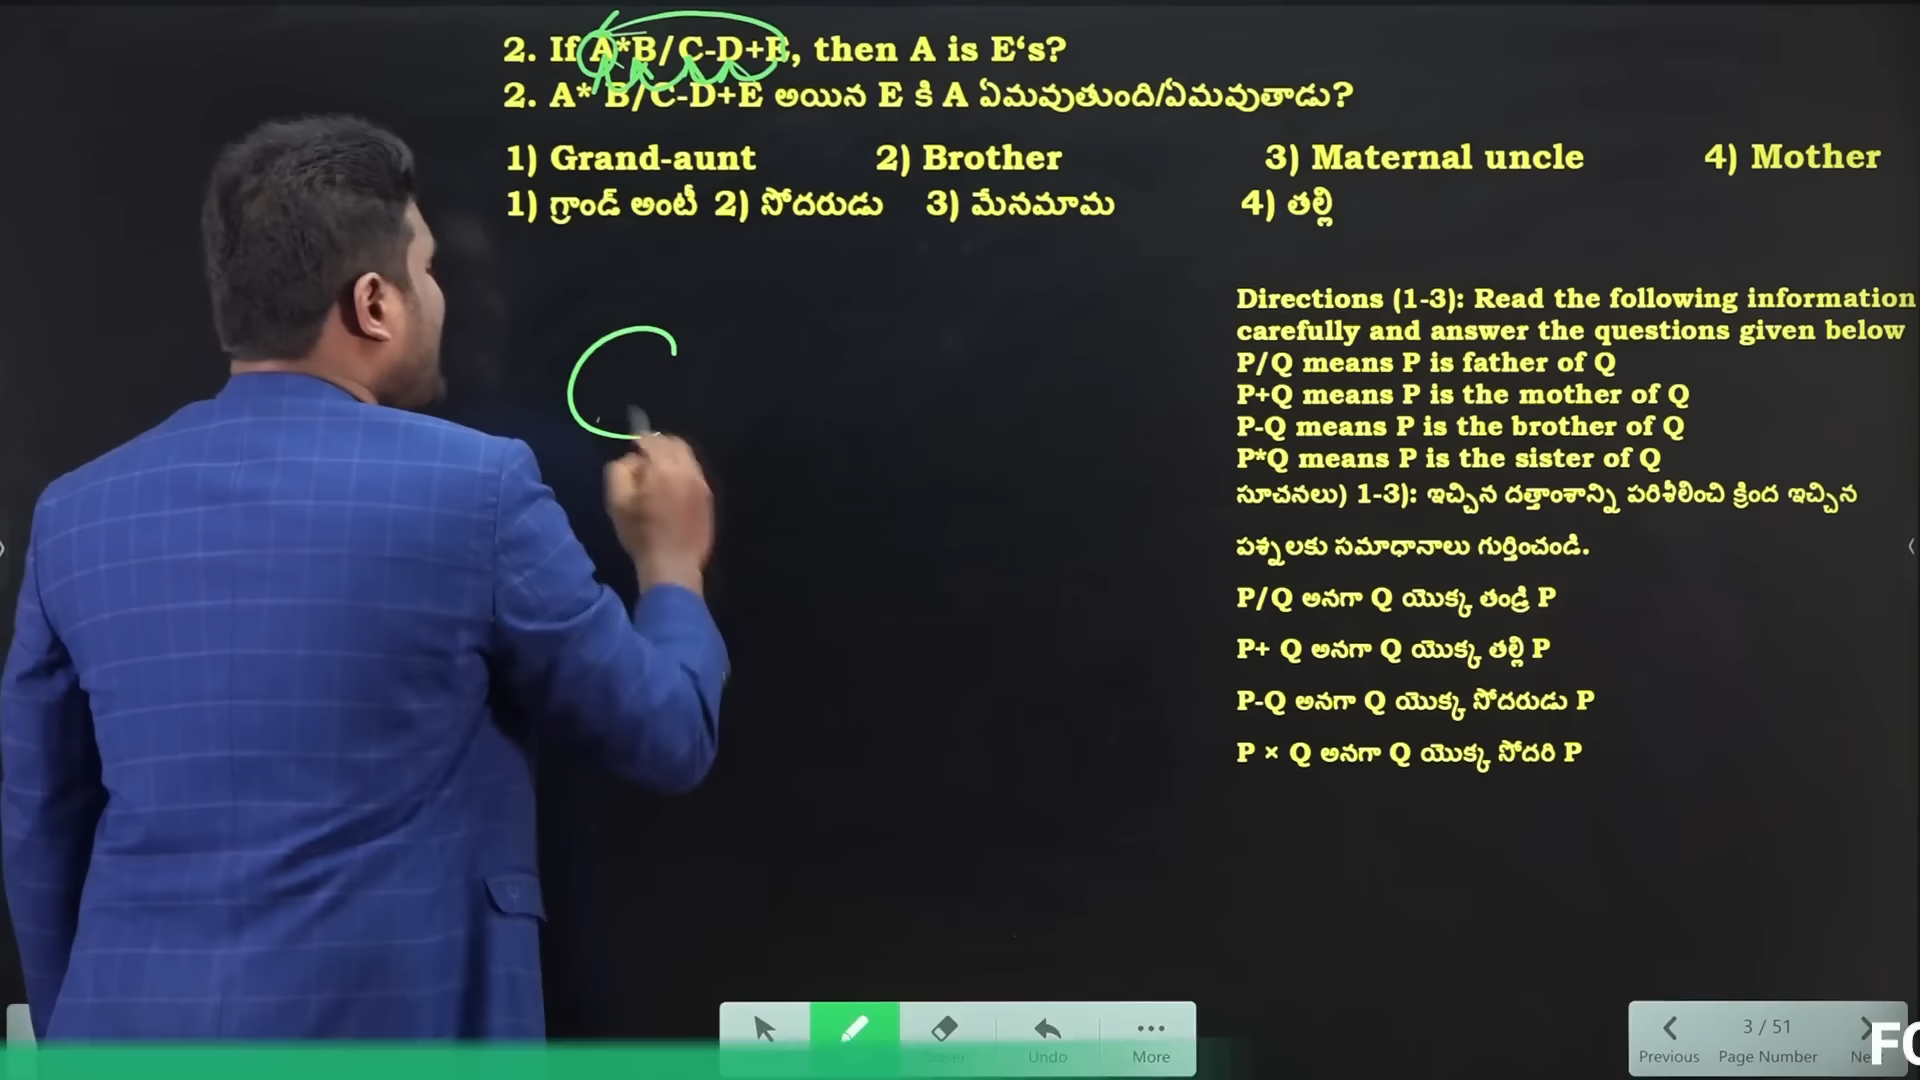 2. If A*B/C-D+E, then A is E‘s?
2. A* B/C-D+E అయిన E కి A ఏమవుతుంది/ఏమవుతాడు?
1) Grand-aunt 2) Brother 3) Maternal uncle 4) Mother
1) గ్రాండ్ అంటీ 2) సోదరుడు 3) మేనమామ 4) తల్లి
Directions (1-3): Read the following information
carefully and answer the questions given below
P/Q means P is father of Q
P+Q means P is the mother of Q
P-Q means P is the brother of Q
P*Q means P is the sister of Q
సూచనలు) 1-3): ఇచ్చిన దత్తాంశాన్ని పరిశీలించి క్రింద ఇచ్చిన
పశ్నలకు సమాధానాలు గుర్తించండి.
P/Q అనగా Q యొక్క తండ్రి P
P+ Q అనగా Q యొక్క తల్లి P
P-Q అనగా Q యొక్క సోదరుడు P
P × Q అనగా Q యొక్క సోదరి P
Undo More
3 / 51
Previous Page Number